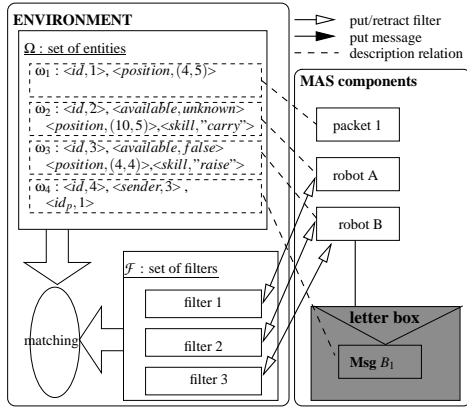 ENVIRONMENT
Ω : set of entities
ω₁ : <id,1>, <position,(4,5)>
ω₂ : <id,2>, <available,unknown>
<position,(10,5)>,<skill,"carry">
ω₃ : <id,3>, <available,false>
<position,(4,4)>,<skill,"raise">
ω₄ : <id,4>, <sender,3> ,
<idₚ,1>
ℱ : set of filters
filter 1
filter 2
filter 3
matching
put/retract filter
put message
description relation
MAS components
packet 1
robot A
robot B
letter box
Msg B₁